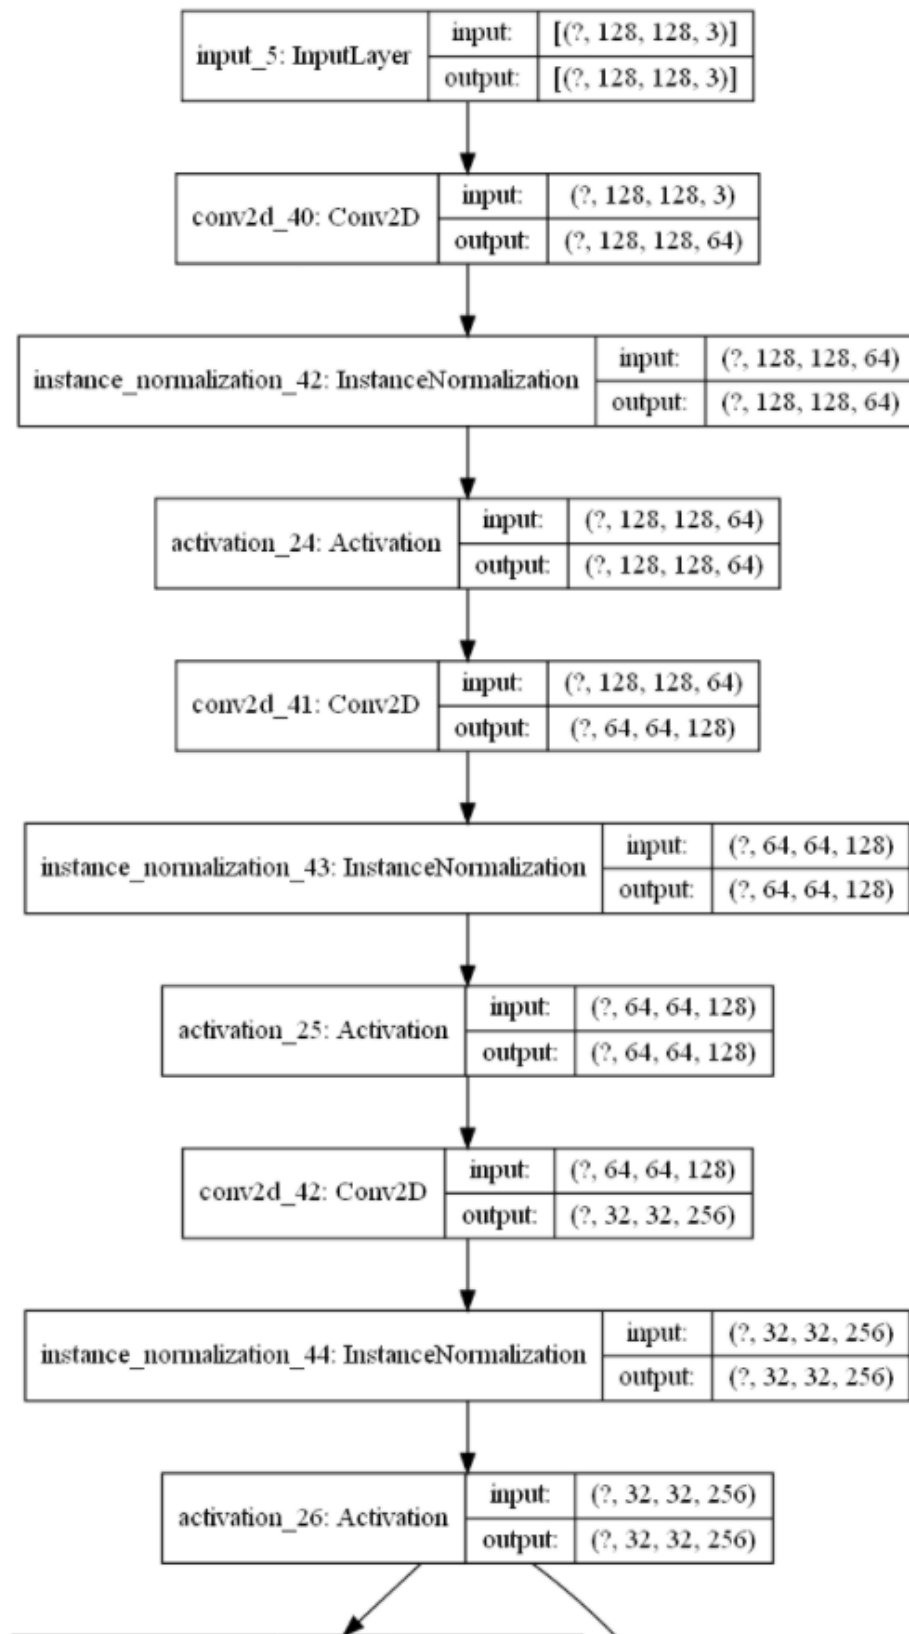 input_5: InputLayer input: [(?, 128, 128, 3)]
output: [(?, 128, 128, 3)]
conv2d_40: Conv2D input: (?, 128, 128, 3)
output: (?, 128, 128, 64)
instance_normalization_42: InstanceNormalization input: (?, 128, 128, 64)
output: (?, 128, 128, 64)
activation_24: Activation input: (?, 128, 128, 64)
output: (?, 128, 128, 64)
conv2d_41: Conv2D input: (?, 128, 128, 64)
output: (?, 64, 64, 128)
instance_normalization_43: InstanceNormalization input: (?, 64, 64, 128)
output: (?, 64, 64, 128)
activation_25: Activation input: (?, 64, 64, 128)
output: (?, 64, 64, 128)
conv2d_42: Conv2D input: (?, 64, 64, 128)
output: (?, 32, 32, 256)
instance_normalization_44: InstanceNormalization input: (?, 32, 32, 256)
output: (?, 32, 32, 256)
activation_26: Activation input: (?, 32, 32, 256)
output: (?, 32, 32, 256)